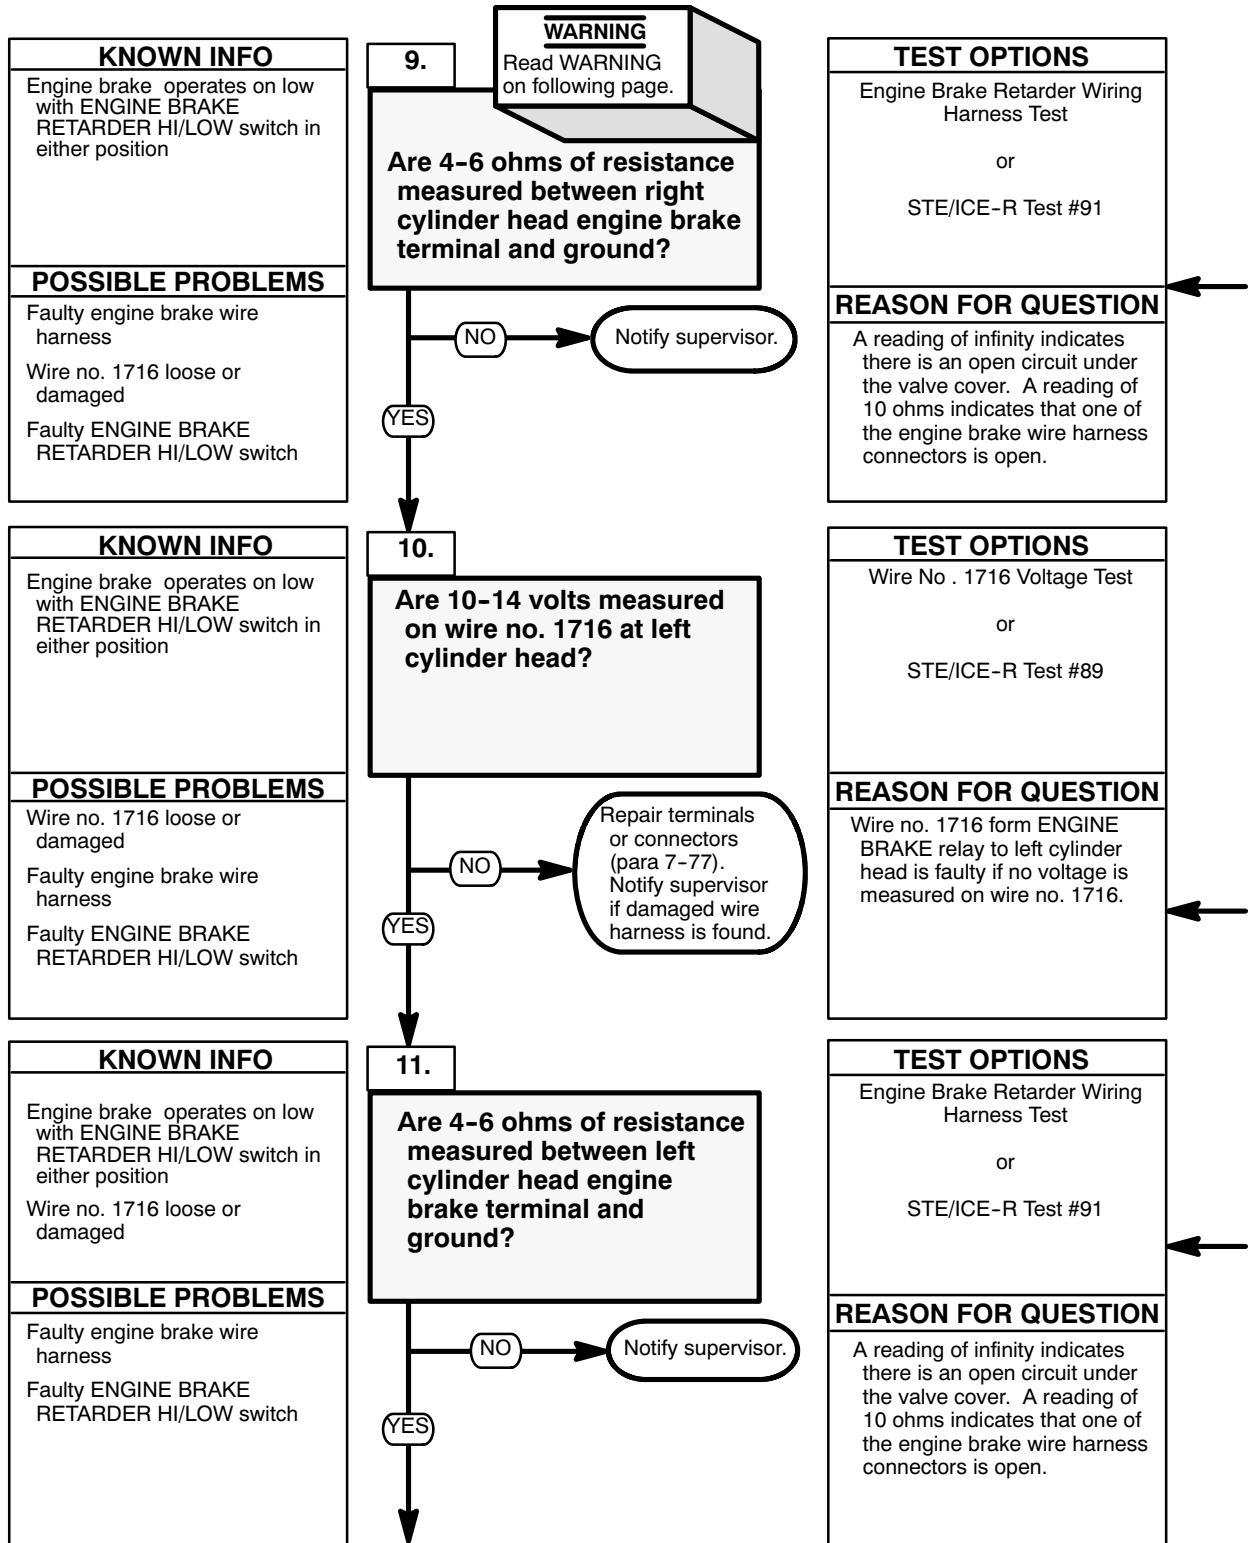 KNOWN INFO
Engine brake operates on low
with ENGINE BRAKE
RETARDER HI/LOW switch in
either position
POSSIBLE PROBLEMS
Faulty engine brake wire
harness
Wire no. 1716 loose or
damaged
Faulty ENGINE BRAKE
RETARDER HI/LOW switch
9.
WARNING
Read WARNING
on following page.
Are 4-6 ohms of resistance
measured between right
cylinder head engine brake
terminal and ground?
NO
Notify supervisor.
YES
TEST OPTIONS
Engine Brake Retarder Wiring
Harness Test
or
STE/ICE-R Test #91
REASON FOR QUESTION
A reading of infinity indicates
there is an open circuit under
the valve cover. A reading of
10 ohms indicates that one of
the engine brake wire harness
connectors is open.
KNOWN INFO
Engine brake operates on low
with ENGINE BRAKE
RETARDER HI/LOW switch in
either position
POSSIBLE PROBLEMS
Wire no. 1716 loose or
damaged
Faulty engine brake wire
harness
Faulty ENGINE BRAKE
RETARDER HI/LOW switch
10.
Are 10-14 volts measured
on wire no. 1716 at left
cylinder head?
NO
Repair terminals
or connectors
(para 7-77).
Notify supervisor
if damaged wire
harness is found.
YES
TEST OPTIONS
Wire No . 1716 Voltage Test
or
STE/ICE-R Test #89
REASON FOR QUESTION
Wire no. 1716 form ENGINE
BRAKE relay to left cylinder
head is faulty if no voltage is
measured on wire no. 1716.
KNOWN INFO
Engine brake operates on low
with ENGINE BRAKE
RETARDER HI/LOW switch in
either position
Wire no. 1716 loose or
damaged
POSSIBLE PROBLEMS
Faulty engine brake wire
harness
Faulty ENGINE BRAKE
RETARDER HI/LOW switch
11.
Are 4-6 ohms of resistance
measured between left
cylinder head engine
brake terminal and
ground?
NO
Notify supervisor.
YES
TEST OPTIONS
Engine Brake Retarder Wiring
Harness Test
or
STE/ICE-R Test #91
REASON FOR QUESTION
A reading of infinity indicates
there is an open circuit under
the valve cover. A reading of
10 ohms indicates that one of
the engine brake wire harness
connectors is open.